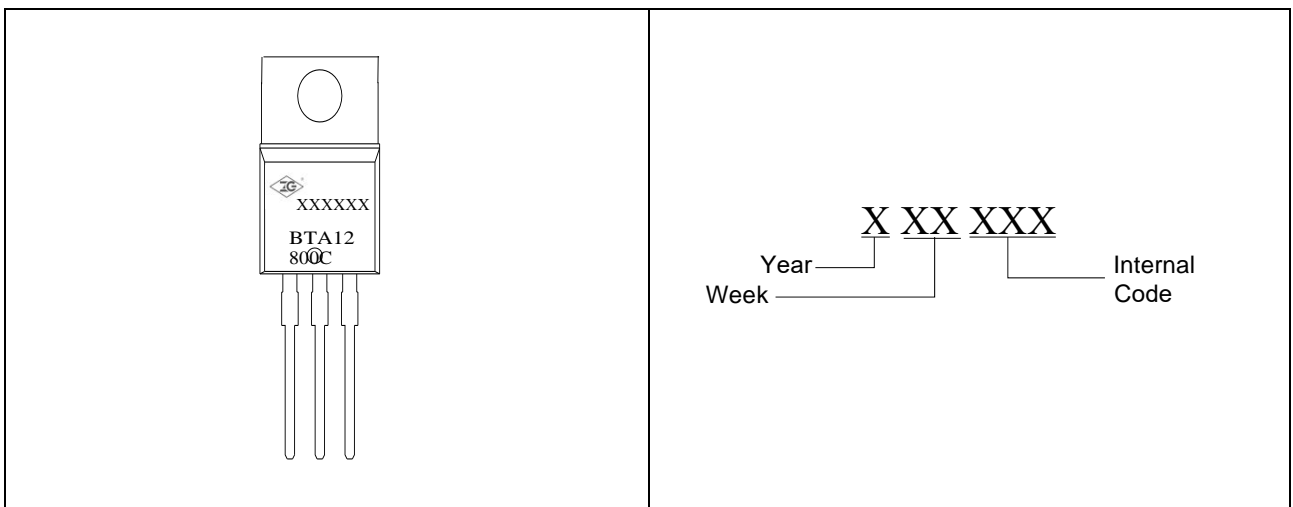 XXXXXX
BTA12
800C
X XX XXX
Year
Week
Internal
Code